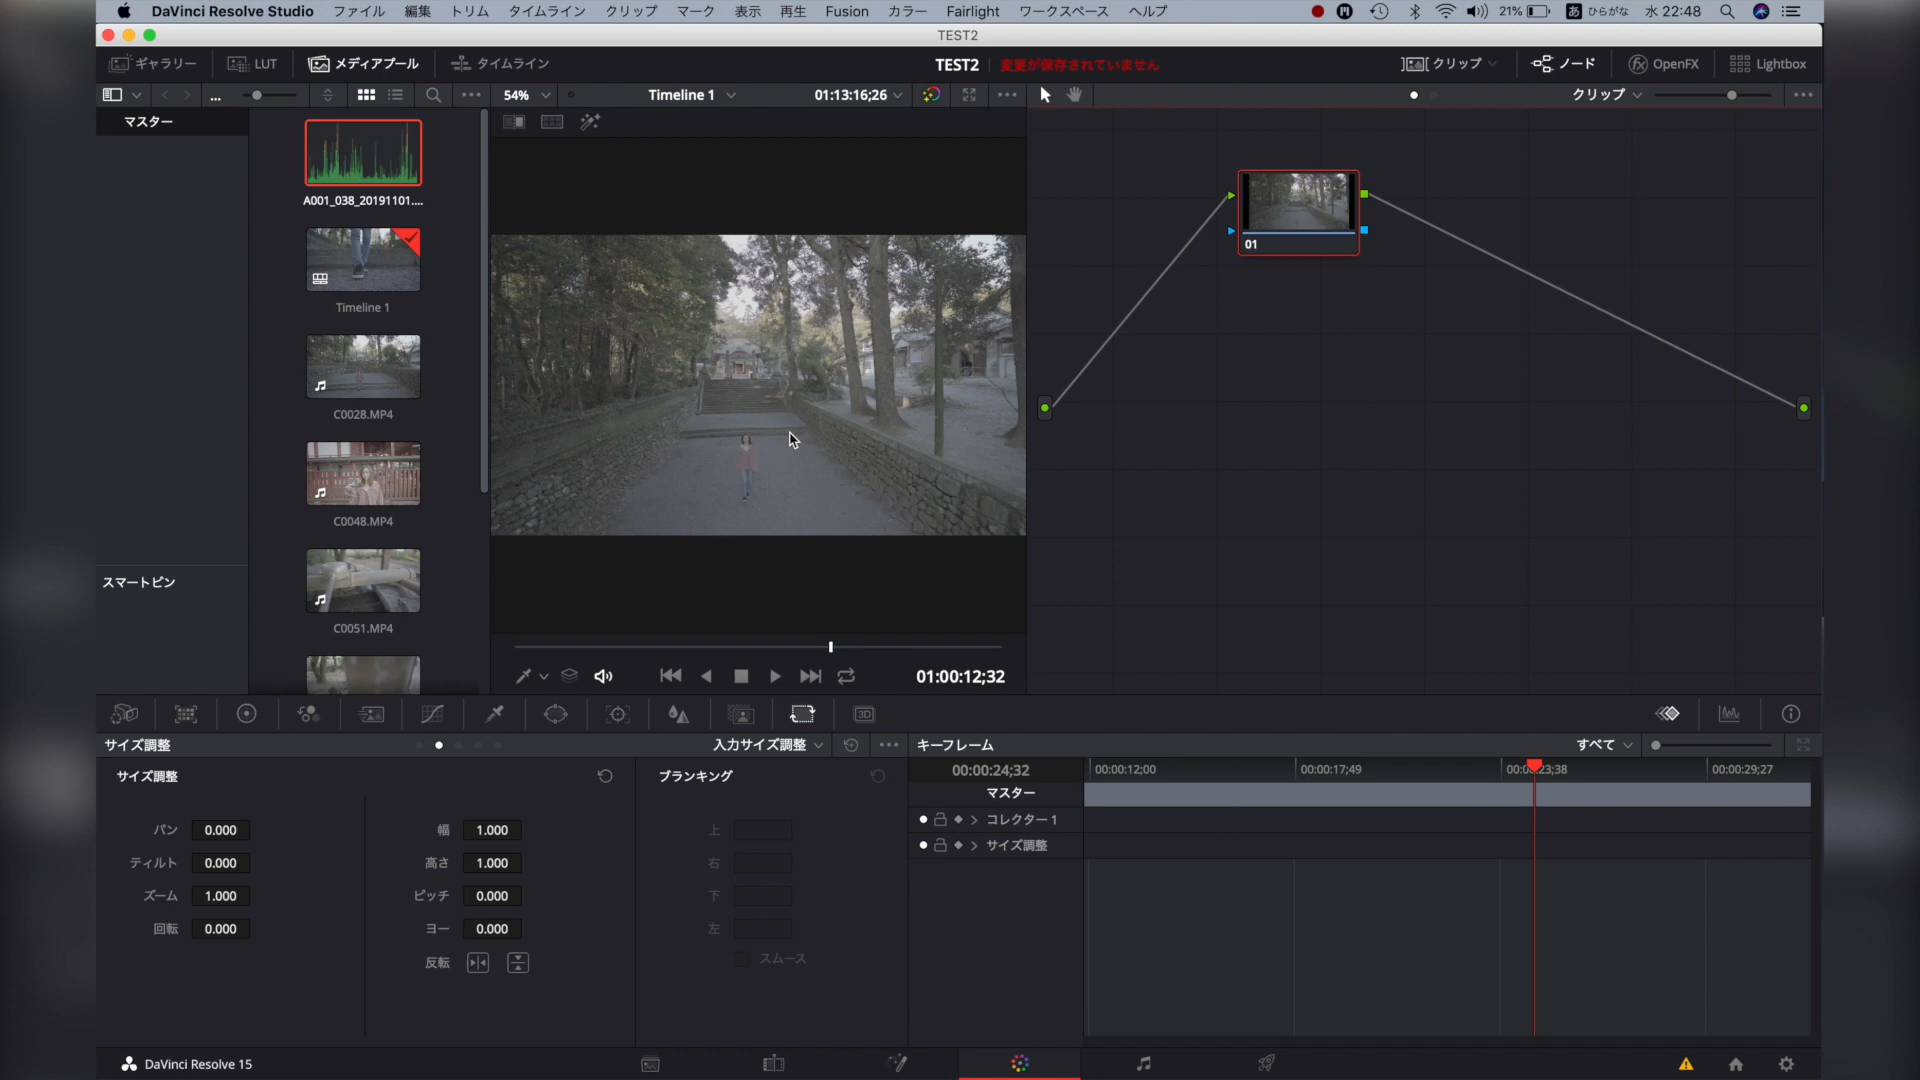 DaVinci Resolve Studio ファイル 編集 トリム タイムライン クリップ マーク 表示 再生 Fusion カラー Fairlight ワークスペース ヘルプ 21% あ ひらがな 水 22:48
TEST2
ギャラリー LUT メディアプール タイムライン TEST2 変更が保存されていません クリップ ノード OpenFX Lightbox
54% Timeline 1 01:13:16;26 クリップ
マスター
A001_038_20191101....
Timeline 1
C0028.MP4
C0048.MP4
C0051.MP4
スマートビン
01
01:00:12;32
3D
サイズ調整 入力サイズ調整 キーフレーム すべて
サイズ調整 ブランキング
パン 0.000 幅 1.000 上
ティルト 0.000 高さ 1.000 右
ズーム 1.000 ピッチ 0.000 下
回転 0.000 ヨー 0.000 左
反転 スムース
00:00:24;32 00:00:12;00 00:00:17;49 00:00:23;38 00:00:29;27
マスター
コレクター 1
サイズ調整
DaVinci Resolve 15